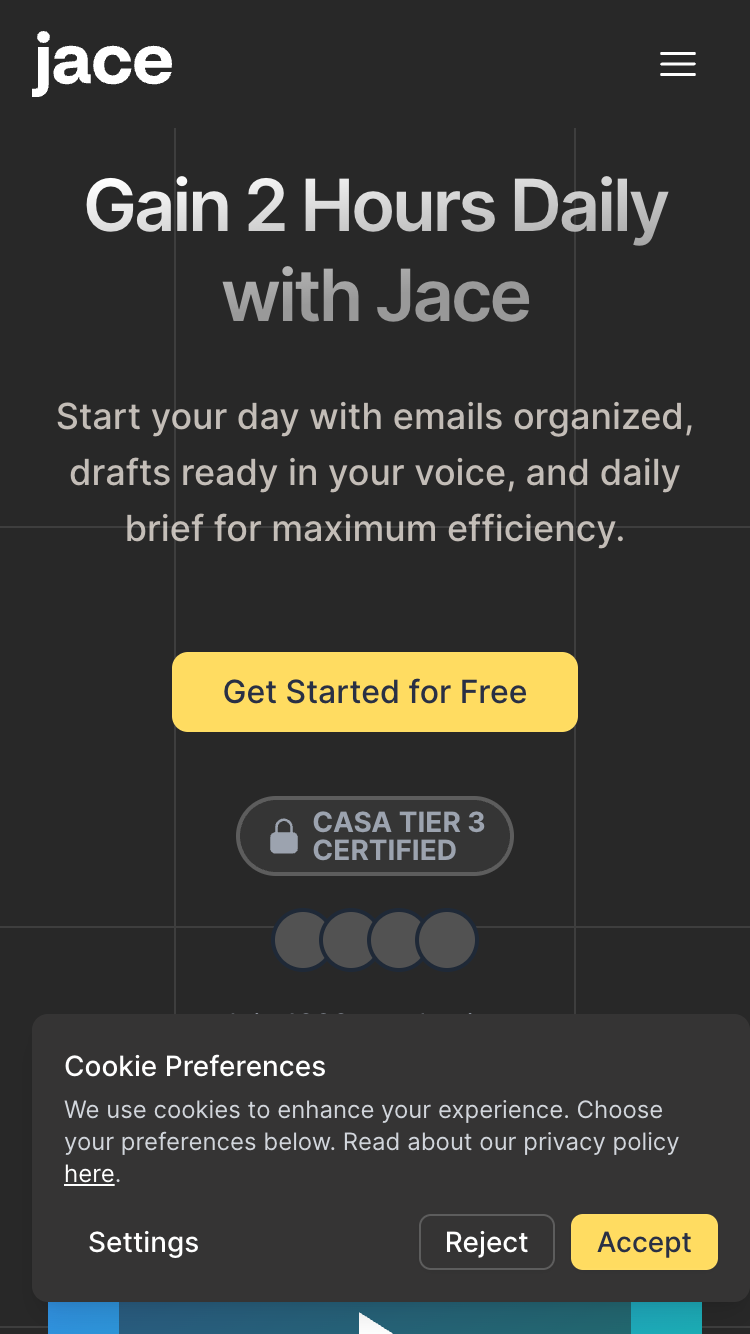 jace
Gain 2 Hours Daily
with Jace
Start your day with emails organized,
drafts ready in your voice, and daily
brief for maximum efficiency.
Get Started for Free
CASA TIER 3
CERTIFIED
Cookie Preferences
We use cookies to enhance your experience. Choose
your preferences below. Read about our privacy policy
here.
Settings
Reject
Accept